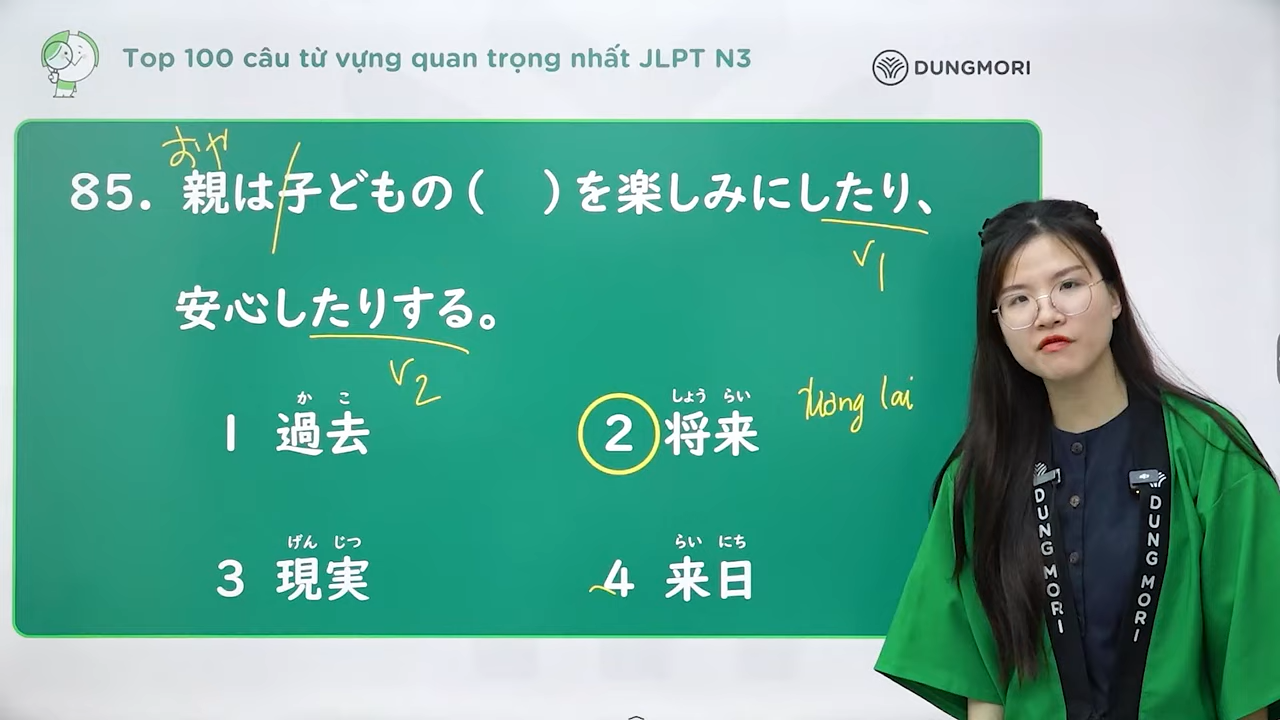 Top 100 câu từ vựng quan trọng nhất JLPT N3
DUNGMORI
おや
85. 親は子どもの（　）を楽しみにしたり、
V1
安心したりする。
V2
か こ
1 過去
しょう らい
2 将来
tương lai
げん じつ
3 現実
らい にち
4 来日
DUNG MORI
DUNG MORI